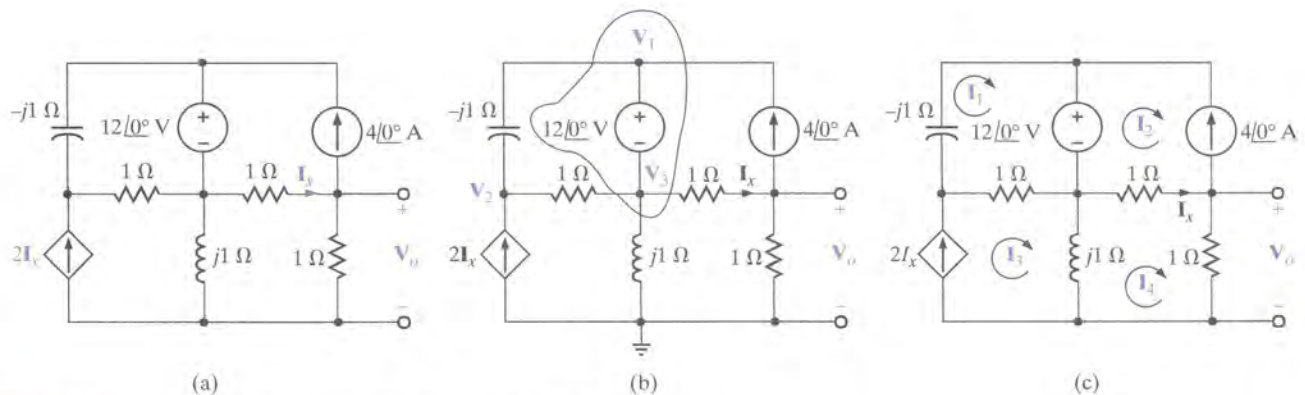 −j1 Ω
12/0° V
+
−
4/0° A
1 Ω
1 Ω
Ix
+
2Ix
j1 Ω
1 Ω
Vo
−
(a)
V1
−j1 Ω
12/0° V
+
−
4/0° A
V2
1 Ω
V3
1 Ω
Ix
+
2Ix
j1 Ω
1 Ω
Vo
−
(b)
−j1 Ω
I1
12/0° V
+
−
I2
4/0° A
1 Ω
1 Ω
Ix
+
2Ix
I3
j1 Ω
I4
1 Ω
Vo
−
(c)